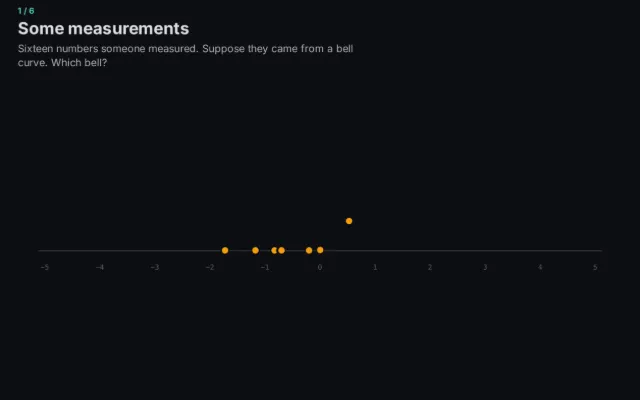 1 / 6
Some measurements
Sixteen numbers someone measured. Suppose they came from a bell
curve. Which bell?
−5 −4 −3 −2 −1 0 1 2 3 4 5